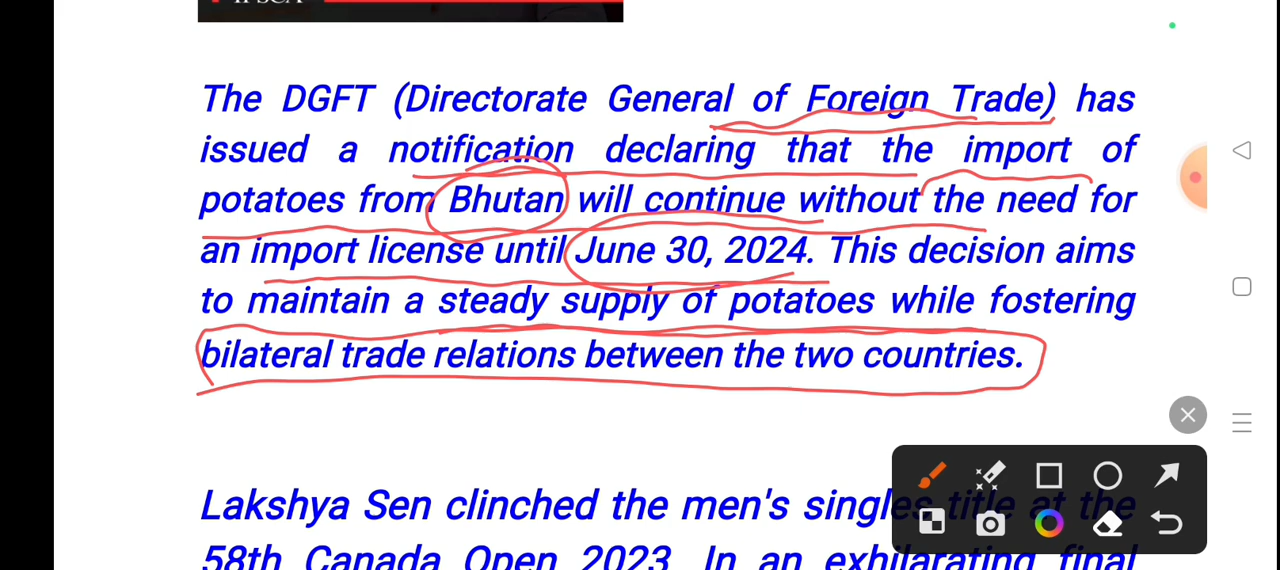 IFSCA
The DGFT (Directorate General of Foreign Trade) has
issued a notification declaring that the import of
potatoes from Bhutan will continue without the need for
an import license until June 30, 2024. This decision aims
to maintain a steady supply of potatoes while fostering
bilateral trade relations between the two countries.
Lakshya Sen clinched the men's singles title at the
58th Canada Open 2023. In an exhilarating final